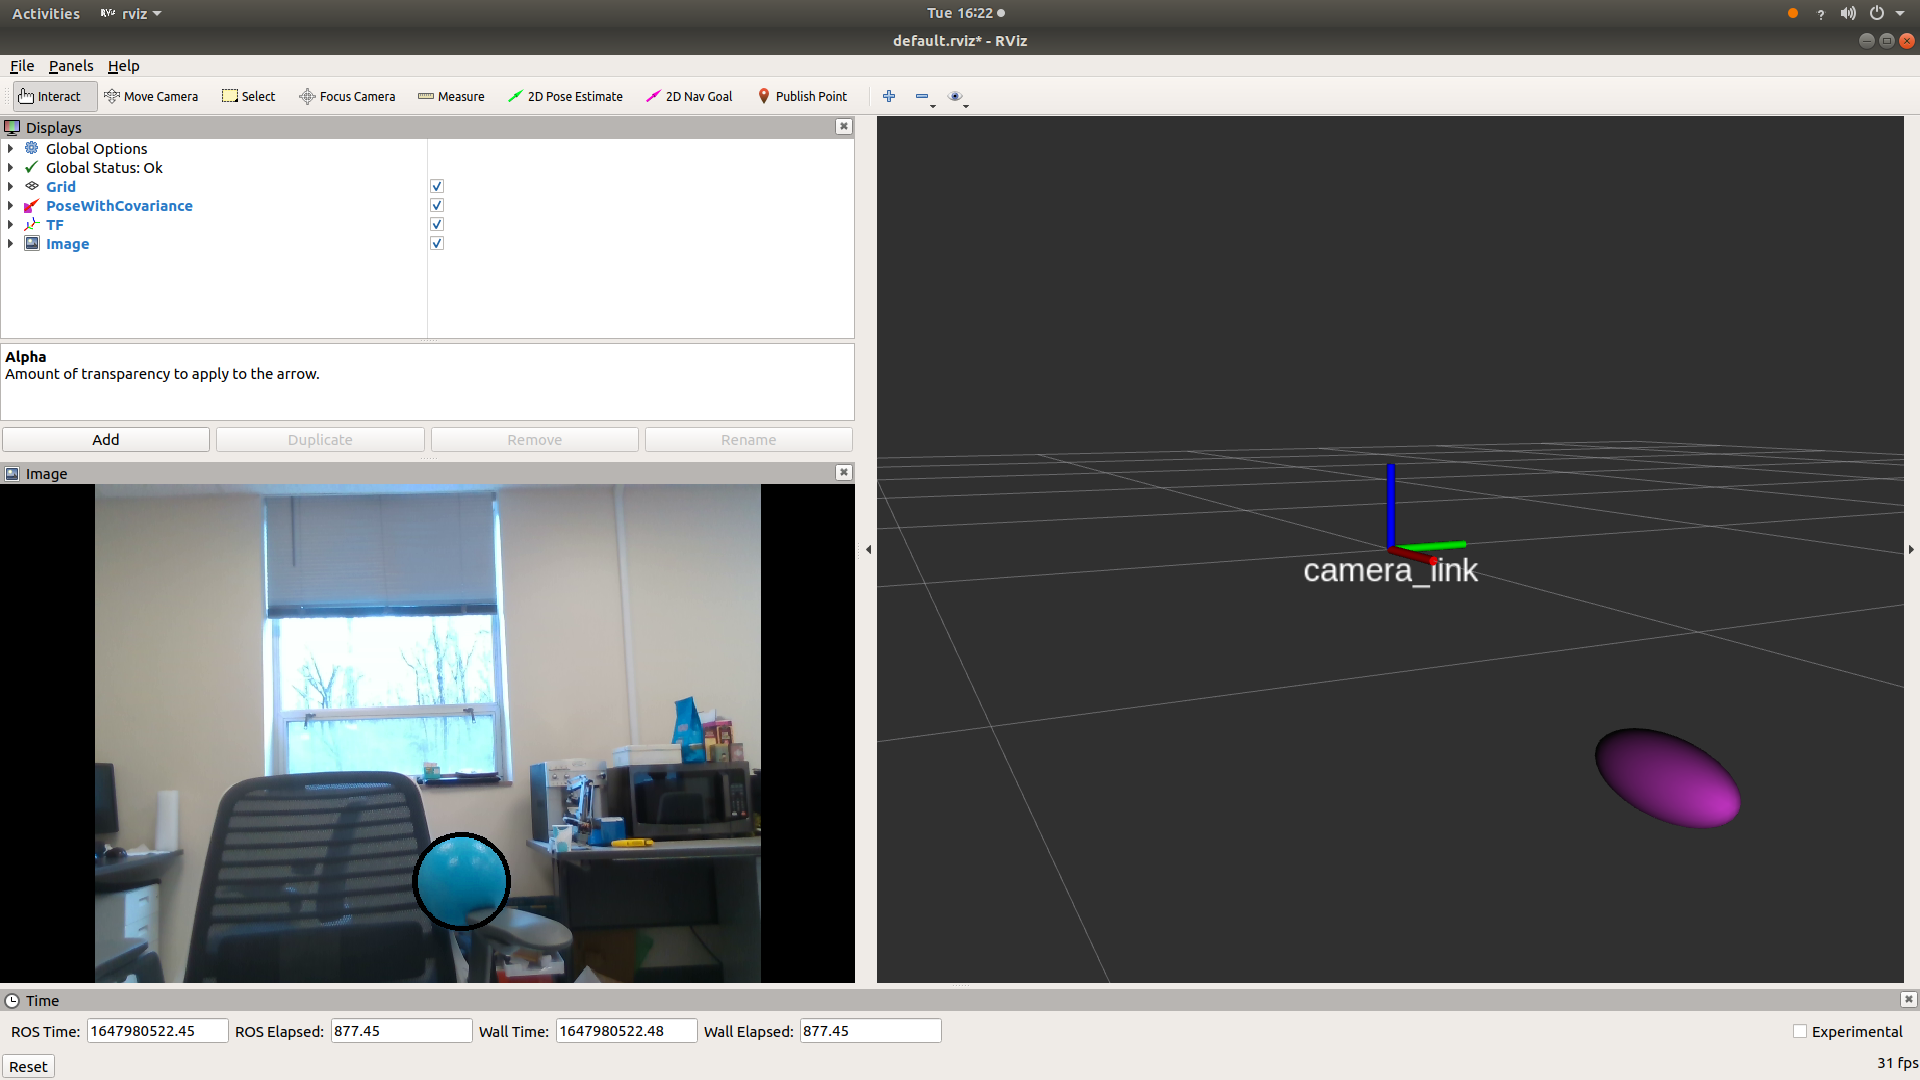 Activities rviz Tue 16:22 ?
default.rviz* - RViz
File Panels Help
Interact Move Camera Select Focus Camera Measure 2D Pose Estimate 2D Nav Goal Publish Point
Displays
Global Options
Global Status: Ok
Grid
PoseWithCovariance
TF
Image
Alpha
Amount of transparency to apply to the arrow.
Add Duplicate Remove Rename
Image
camera_link
Time
ROS Time: 1647980522.45 ROS Elapsed: 877.45 Wall Time: 1647980522.48 Wall Elapsed: 877.45 Experimental
Reset 31 fps